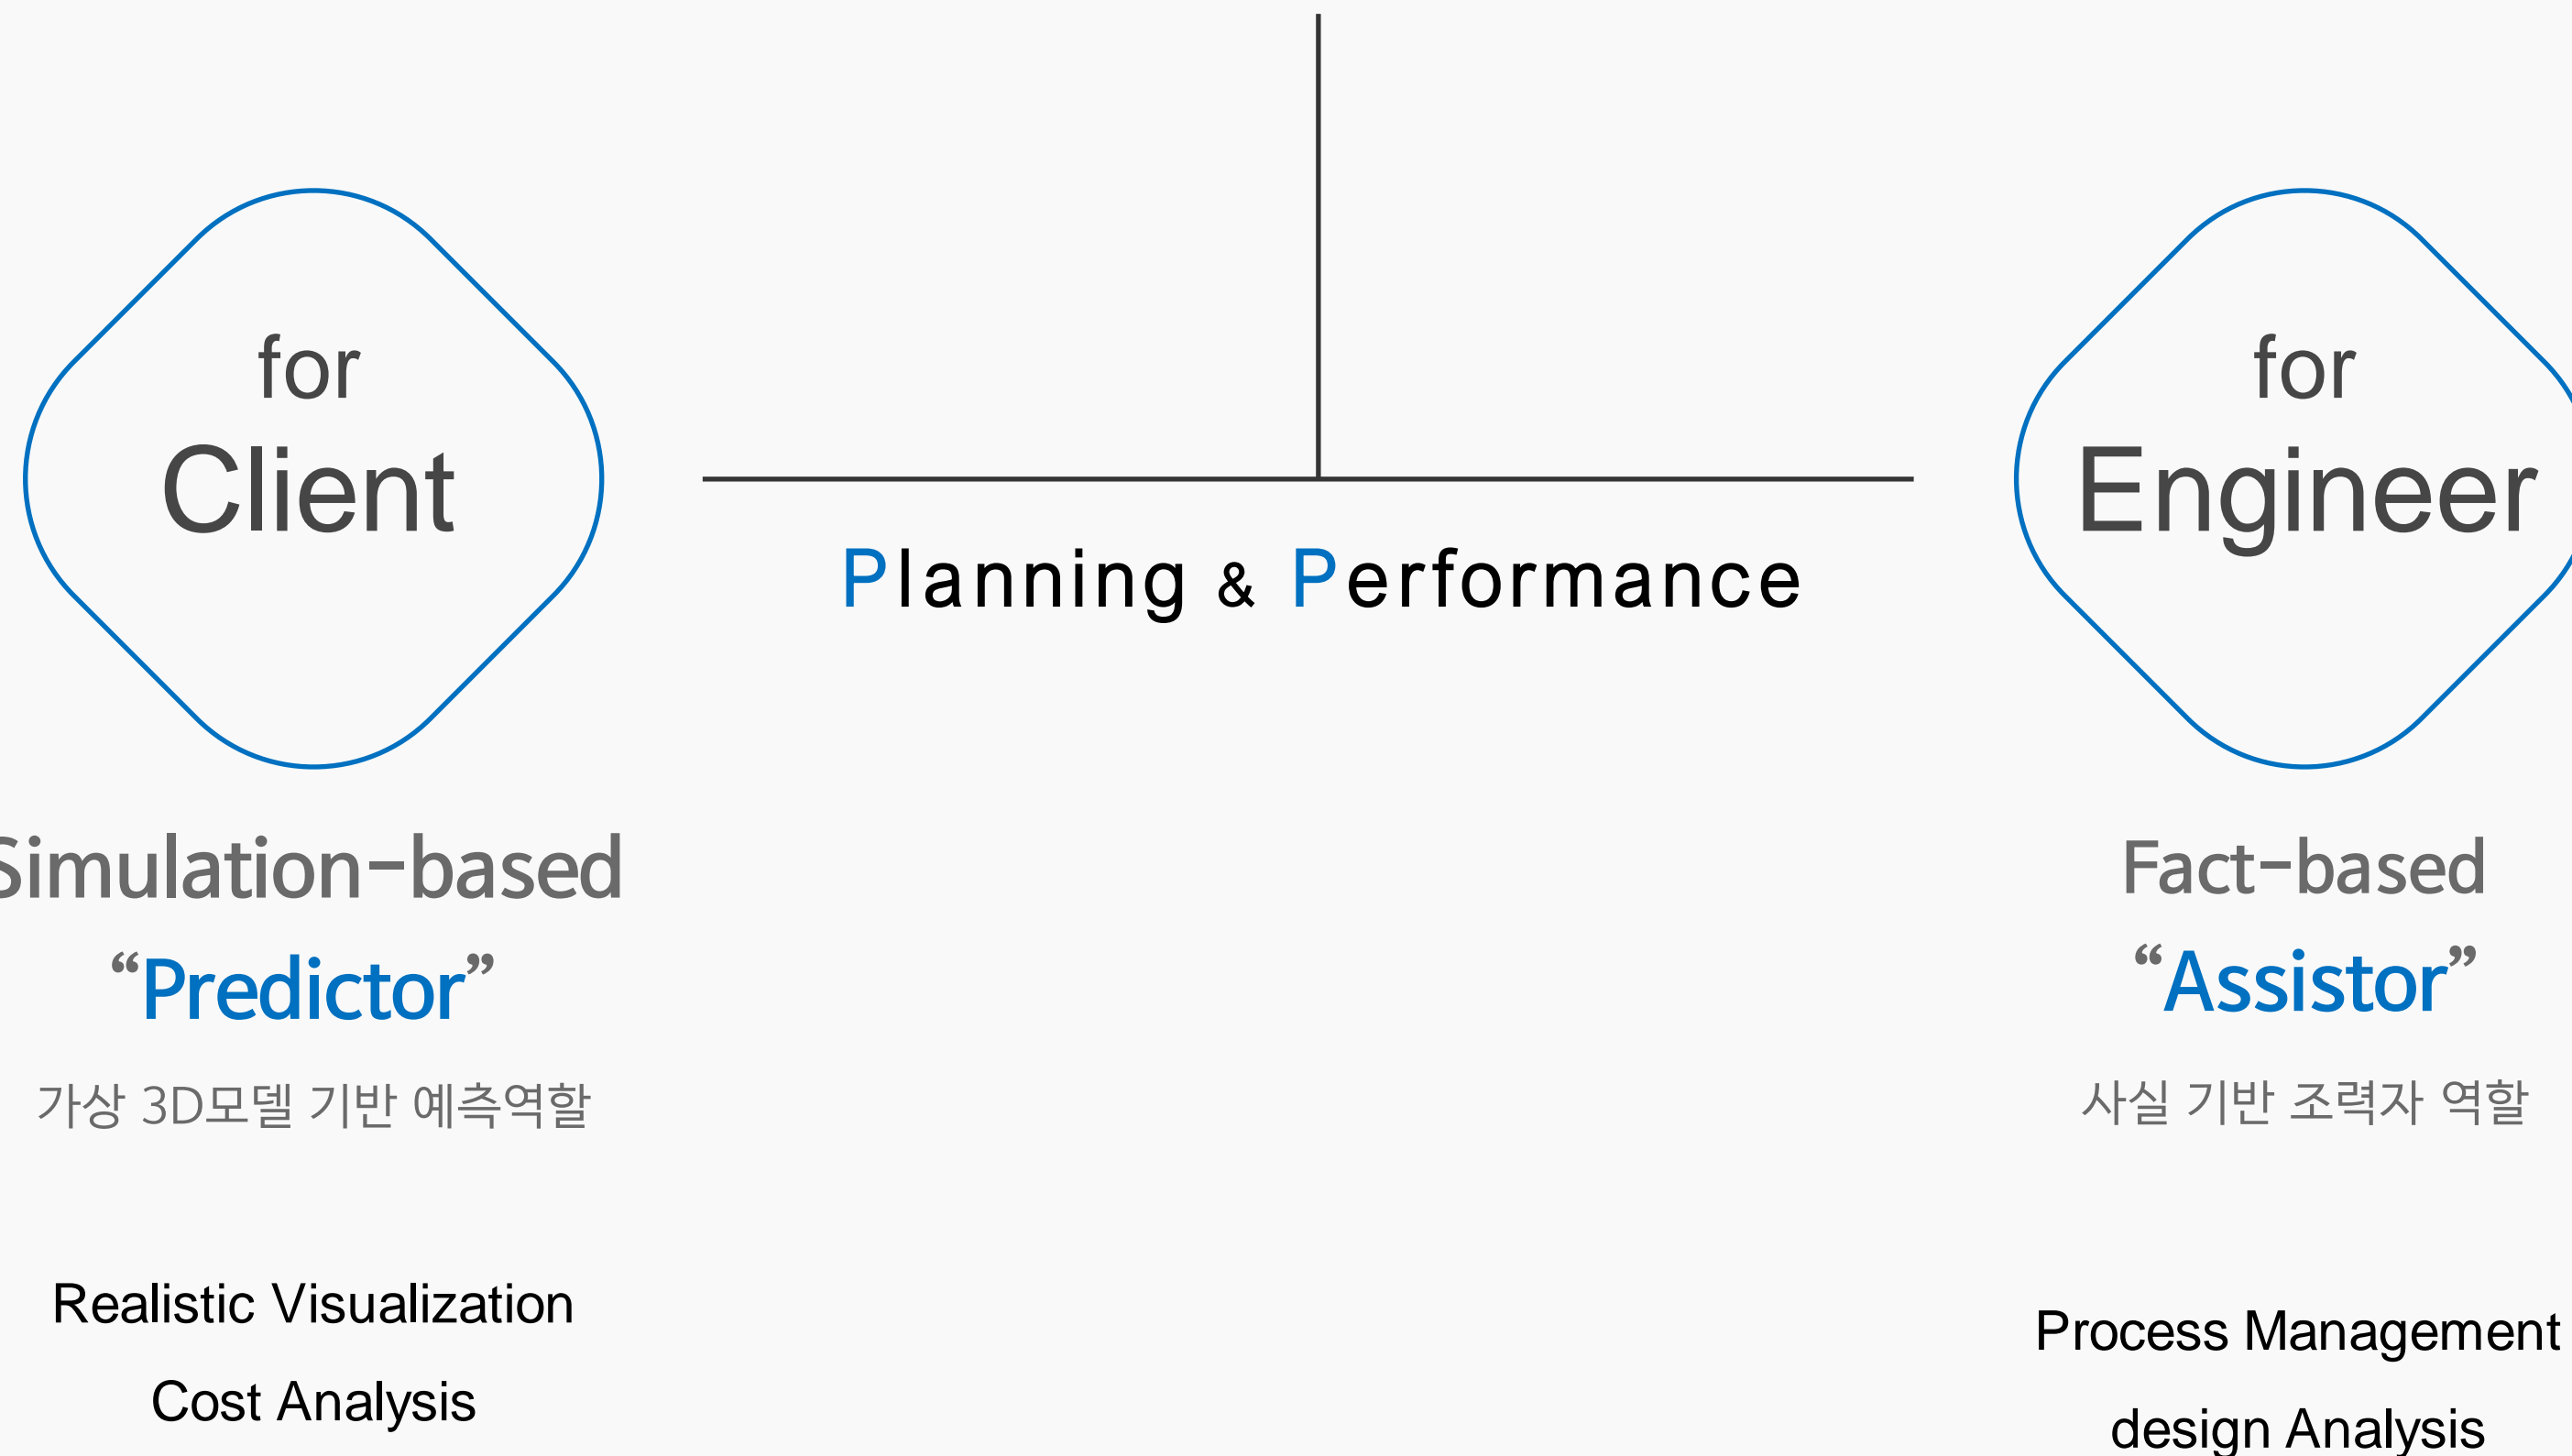 for
Client
Planning & Performance
for
Engineer
Simulation-based
“Predictor”
가상 3D모델 기반 예측역할
Realistic Visualization
Cost Analysis
Fact-based
“Assistor”
사실 기반 조력자 역할
Process Management
design Analysis